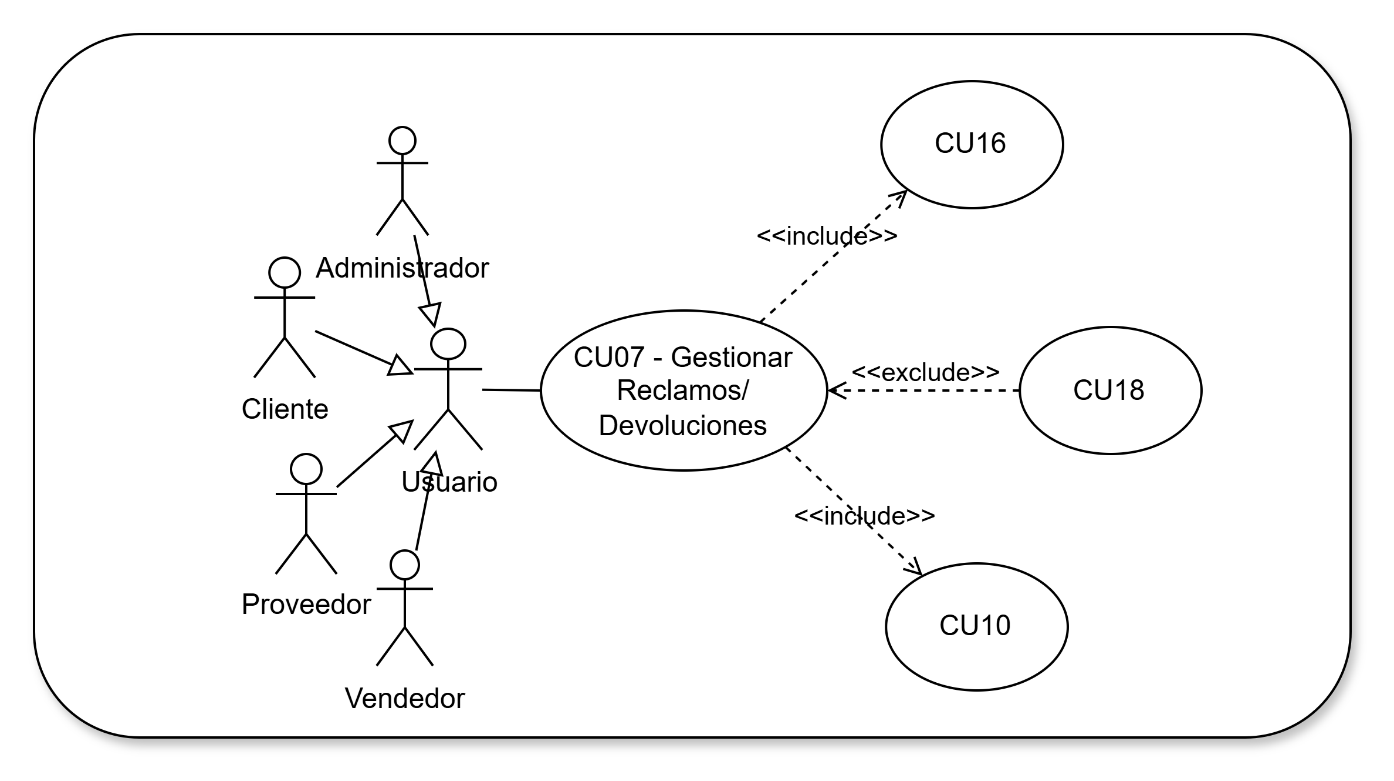 CU16
<<include>>
Administrador
CU07 - Gestionar
Reclamos/
Devoluciones
<<exclude>>
CU18
Cliente
Usuario
<<include>>
Proveedor
CU10
Vendedor